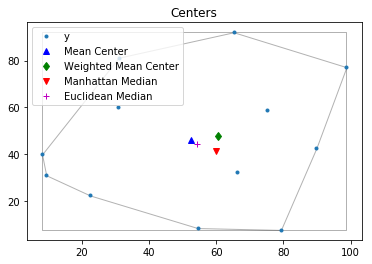 Centers
y
Mean Center
Weighted Mean Center
Manhattan Median
Euclidean Median
80
60
40
20
20 40 60 80 100